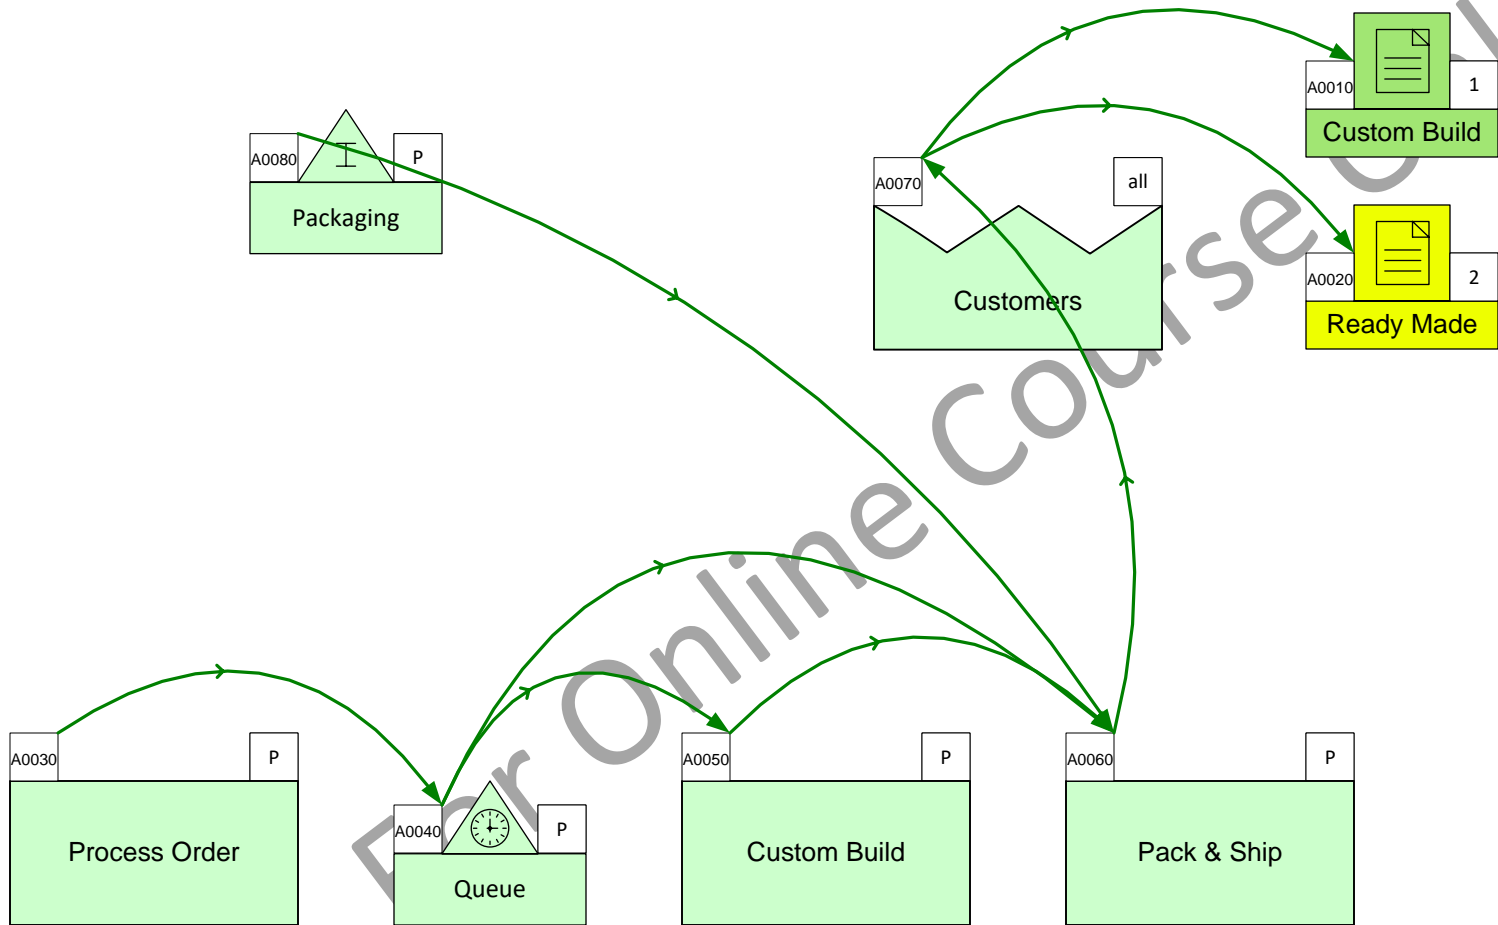 A0010
1
Custom Build
A0080
P
Packaging
A0070
all
Customers
A0020
2
Ready Made
For Online Course
A0030
P
Process Order
A0040
P
Queue
A0050
P
Custom Build
A0060
P
Pack & Ship